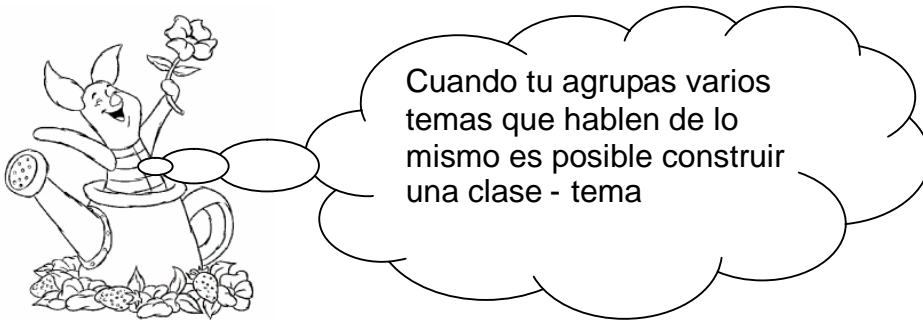 Cuando tu agrupas varios
temas que hablen de lo
mismo es posible construir
una clase - tema